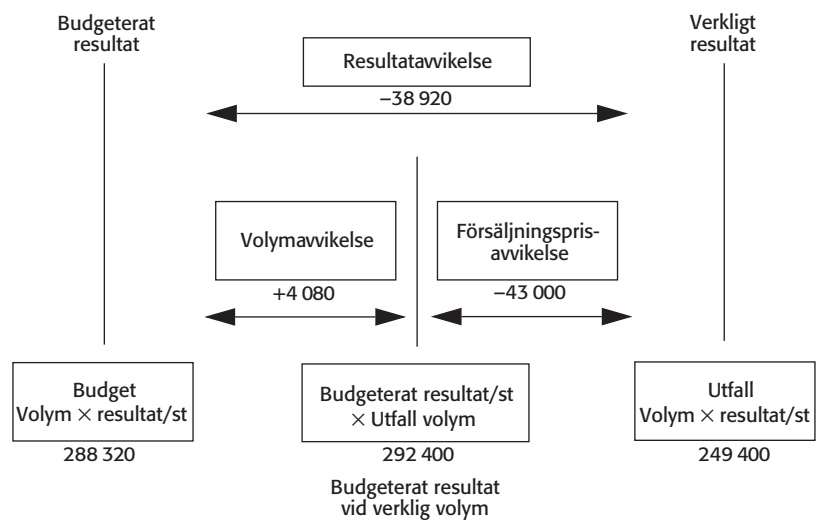 Budgeterat
resultat
Verkligt
resultat
Resultatavvikelse
–38 920
Volymavvikelse
+4 080
Försäljningspris-
avvikelse
–43 000
Budget
Volym × resultat/st
288 320
Budgeterat resultat/st
× Utfall volym
292 400
Budgeterat resultat
vid verklig volym
Utfall
Volym × resultat/st
249 400